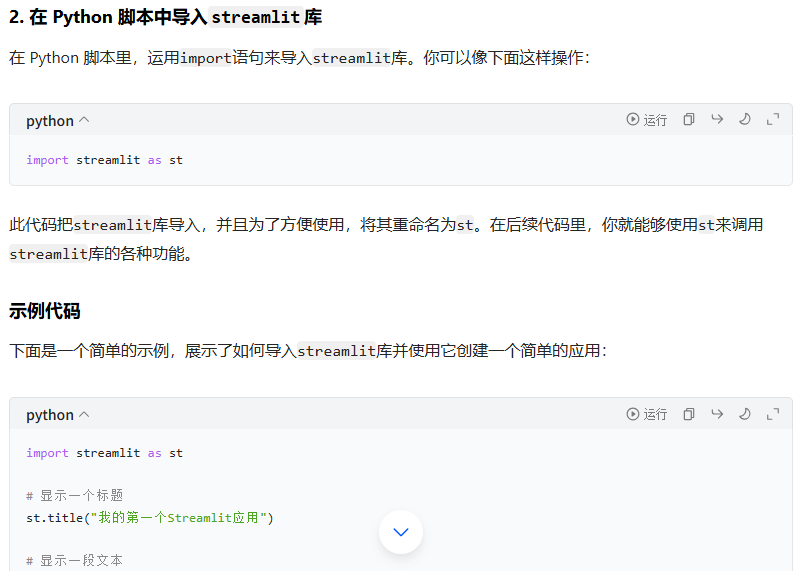 2. 在 Python 脚本中导入streamlit库
在 Python 脚本里，运用import语句来导入streamlit库。你可以像下面这样操作：
python
运行
import streamlit as st
此代码把streamlit库导入，并且为了方便使用，将其重命名为st。在后续代码里，你就能够使用st来调用
streamlit库的各种功能。
示例代码
下面是一个简单的示例，展示了如何导入streamlit库并使用它创建一个简单的应用：
python
运行
import streamlit as st
# 显示一个标题
st.title("我的第一个Streamlit应用")
# 显示一段文本